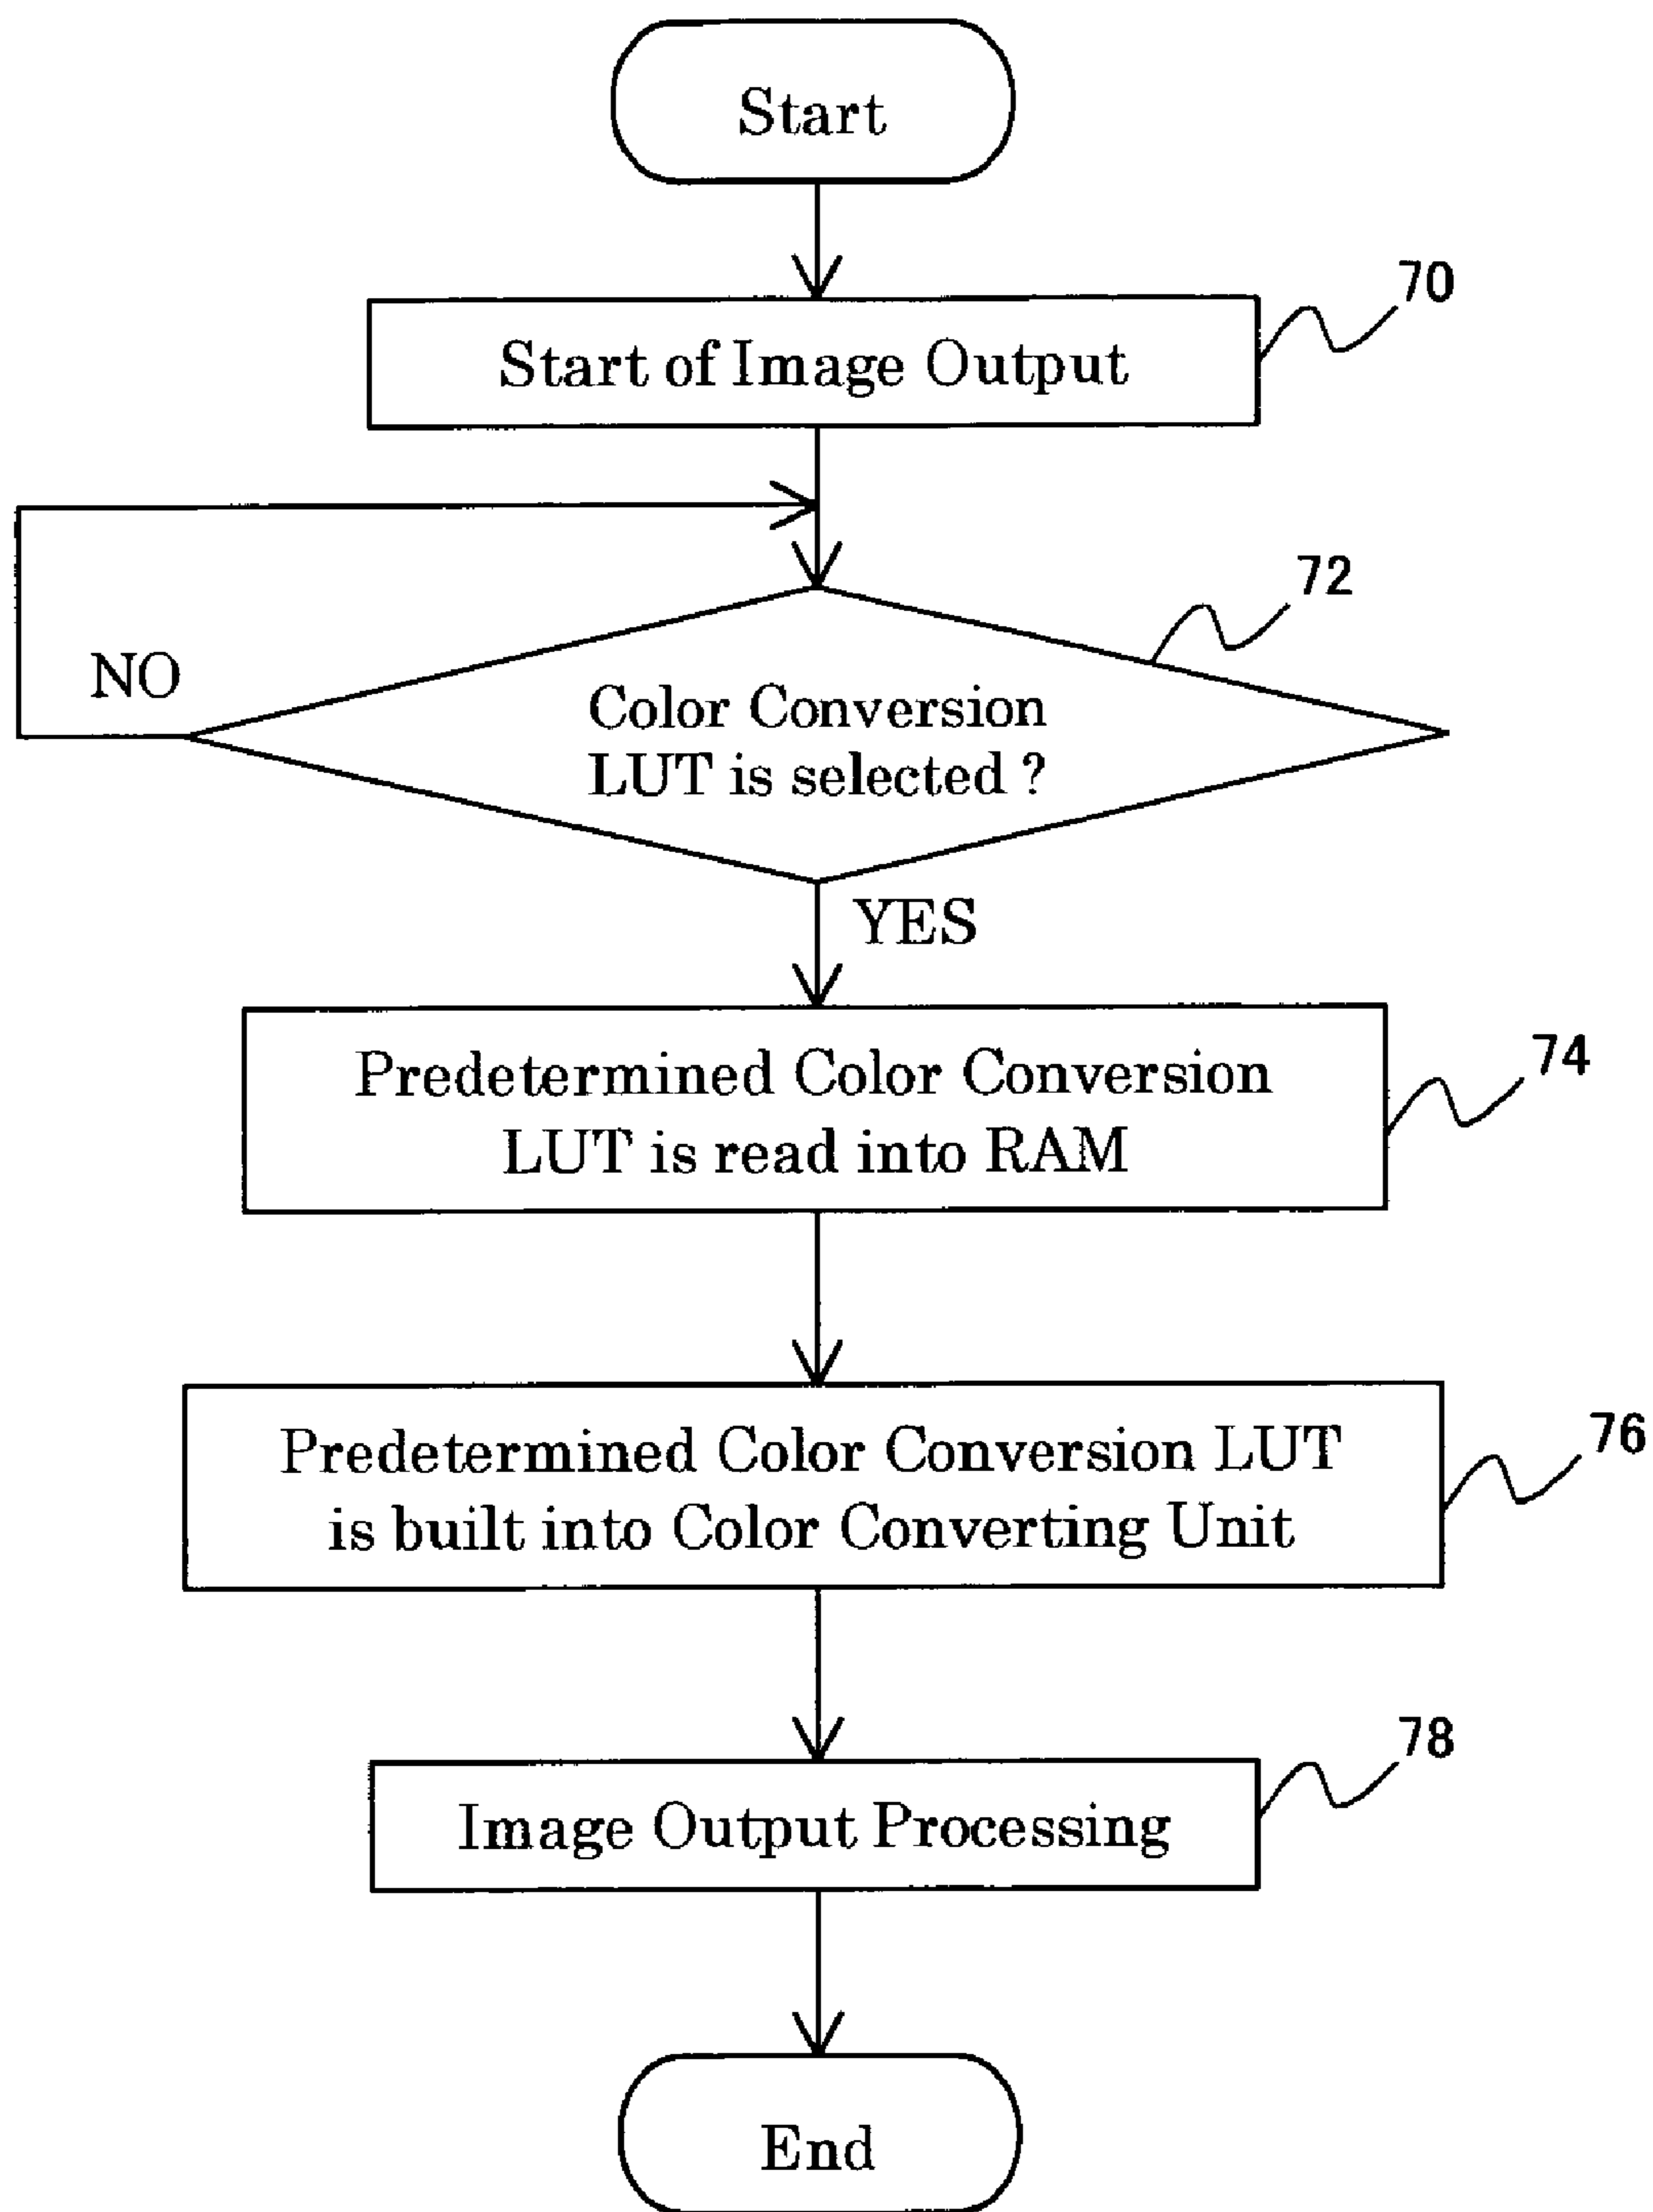 Start
70
Start of Image Output
72
NO
Color Conversion
LUT is selected ?
YES
74
Predetermined Color Conversion
LUT is read into RAM
76
Predetermined Color Conversion LUT
is built into Color Converting Unit
78
Image Output Processing
End